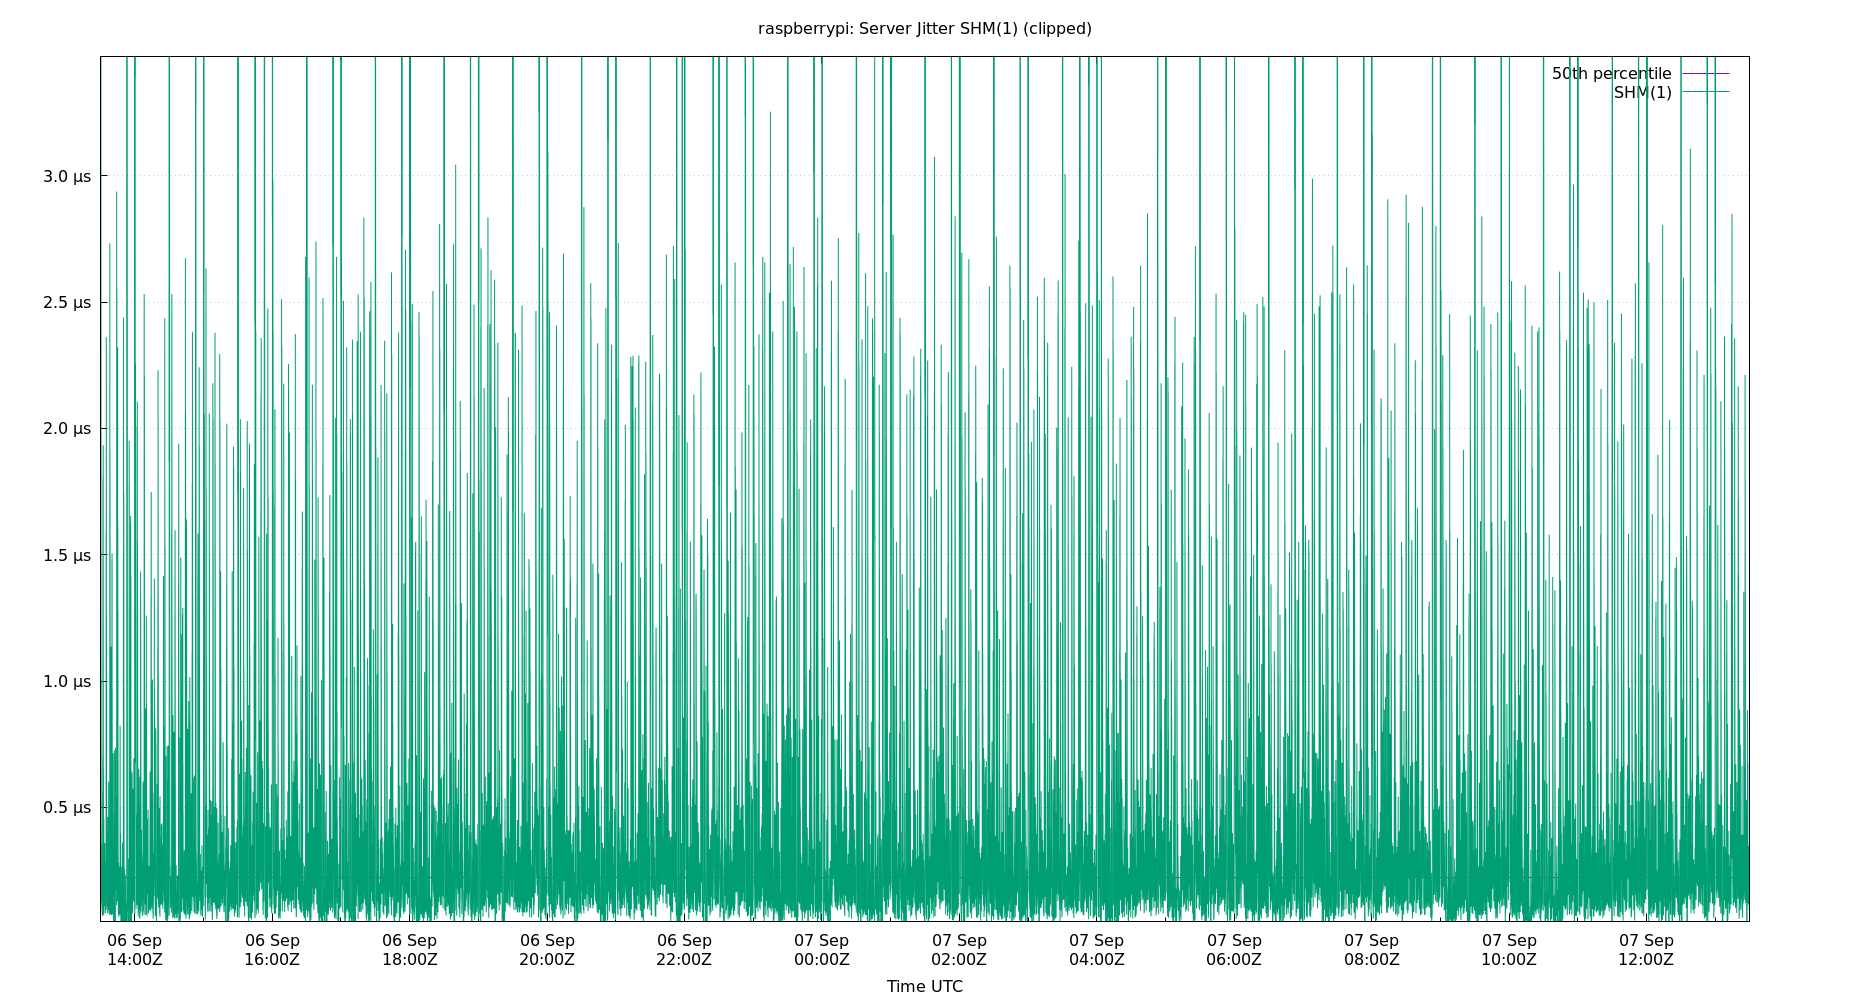 raspberrypi: Server Jitter SHM(1) (clipped)
50th percentile
SHM(1)
3.0 µs
2.5 µs
2.0 µs
1.5 µs
1.0 µs
0.5 µs
06 Sep 06 Sep 06 Sep 06 Sep 06 Sep 07 Sep 07 Sep 07 Sep 07 Sep 07 Sep 07 Sep 07 Sep
14:00Z 16:00Z 18:00Z 20:00Z 22:00Z 00:00Z 02:00Z 04:00Z 06:00Z 08:00Z 10:00Z 12:00Z
Time UTC